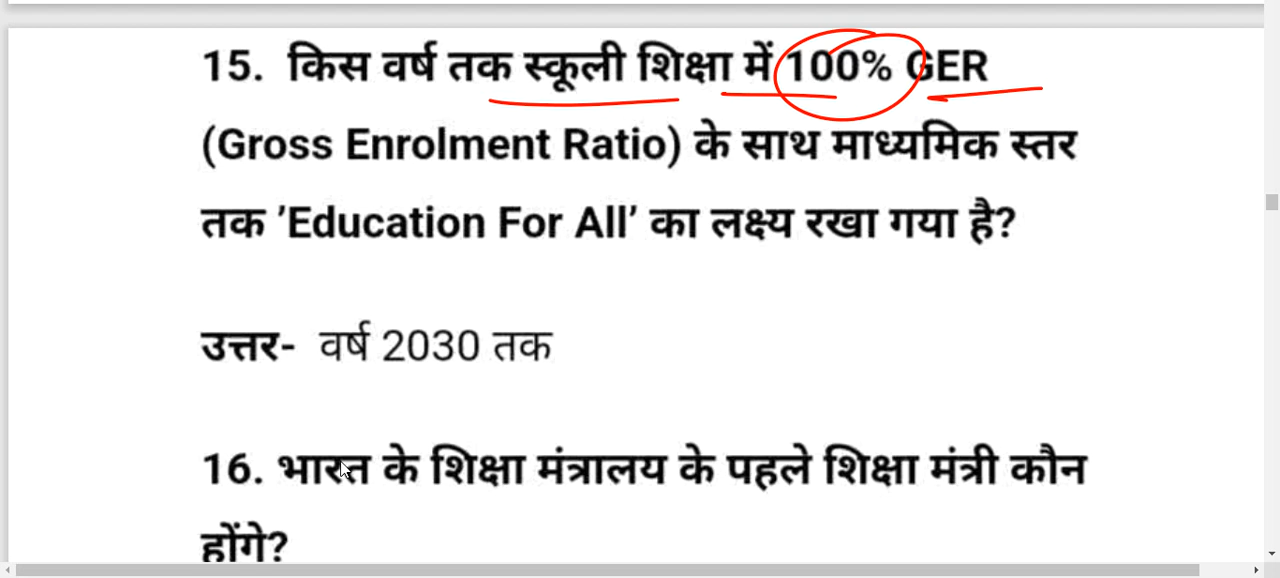 15. किस वर्ष तक स्कूली शिक्षा में 100% GER
(Gross Enrolment Ratio) के साथ माध्यमिक स्तर
तक ’Education For All’ का लक्ष्य रखा गया है?
उत्तर- वर्ष 2030 तक
16. भारत के शिक्षा मंत्रालय के पहले शिक्षा मंत्री कौन
होंगे?